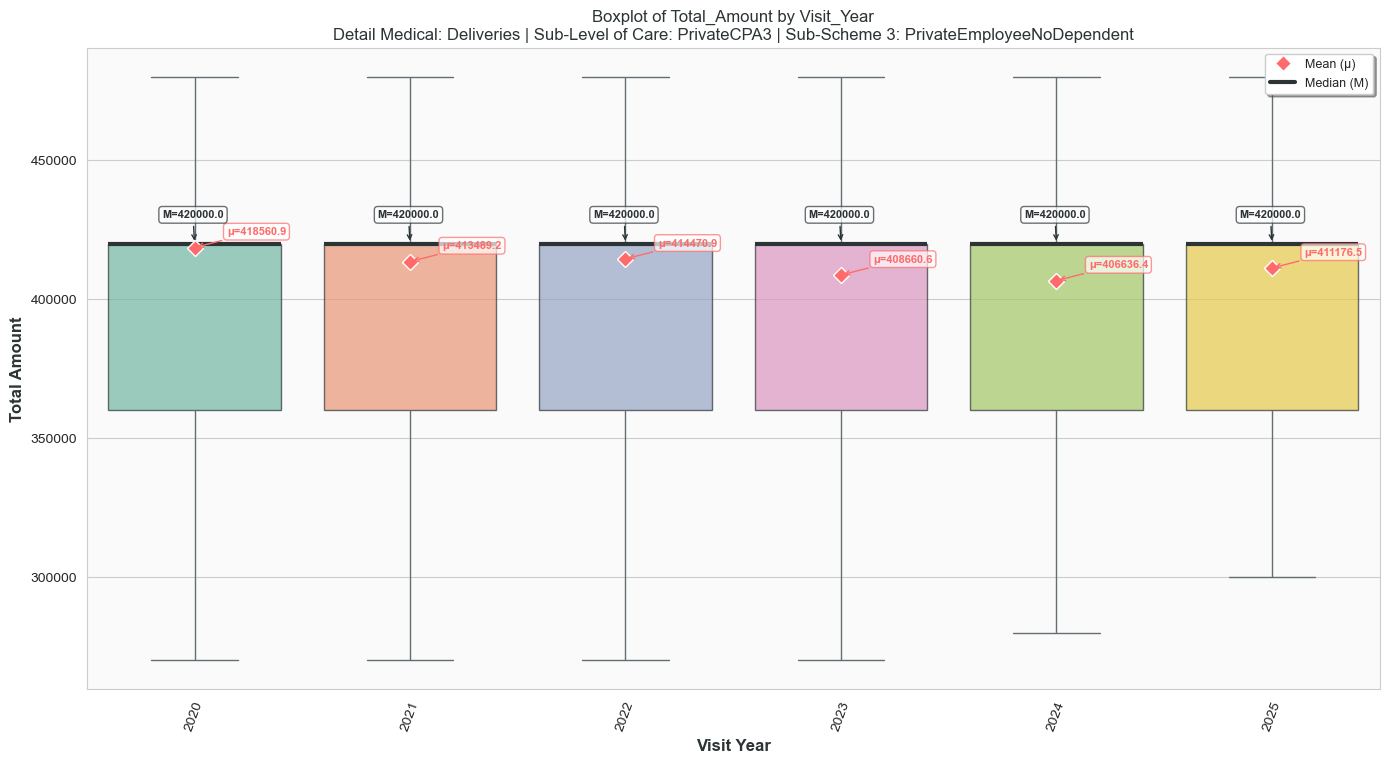 Boxplot of Total_Amount by Visit_Year
Detail Medical: Deliveries | Sub-Level of Care: PrivateCPA3 | Sub-Scheme 3: PrivateEmployeeNoDependent
Mean (μ)
Median (M)
Total Amount
450000
400000
350000
300000
M=420000.0
M=420000.0
M=420000.0
M=420000.0
M=420000.0
M=420000.0
μ=418560.9
μ=413489.2
μ=414470.9
μ=408660.6
μ=406636.4
μ=411176.5
2020
2021
2022
2023
2024
2025
Visit Year